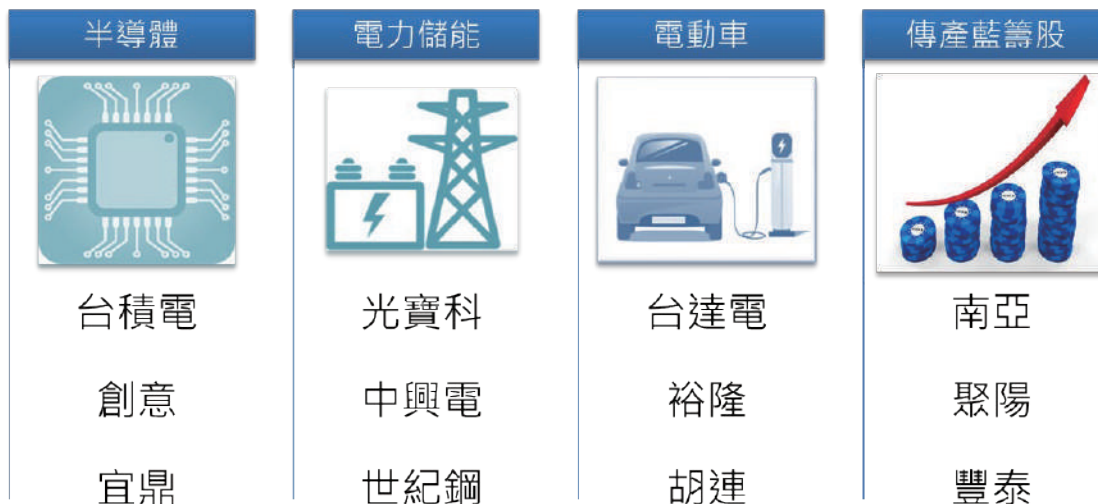 半導體
電力儲能
電動車
傳產藍籌股
台積電
光寶科
台達電
南亞
創意
中興電
裕隆
聚陽
宜鼎
世紀鋼
胡連
豐泰